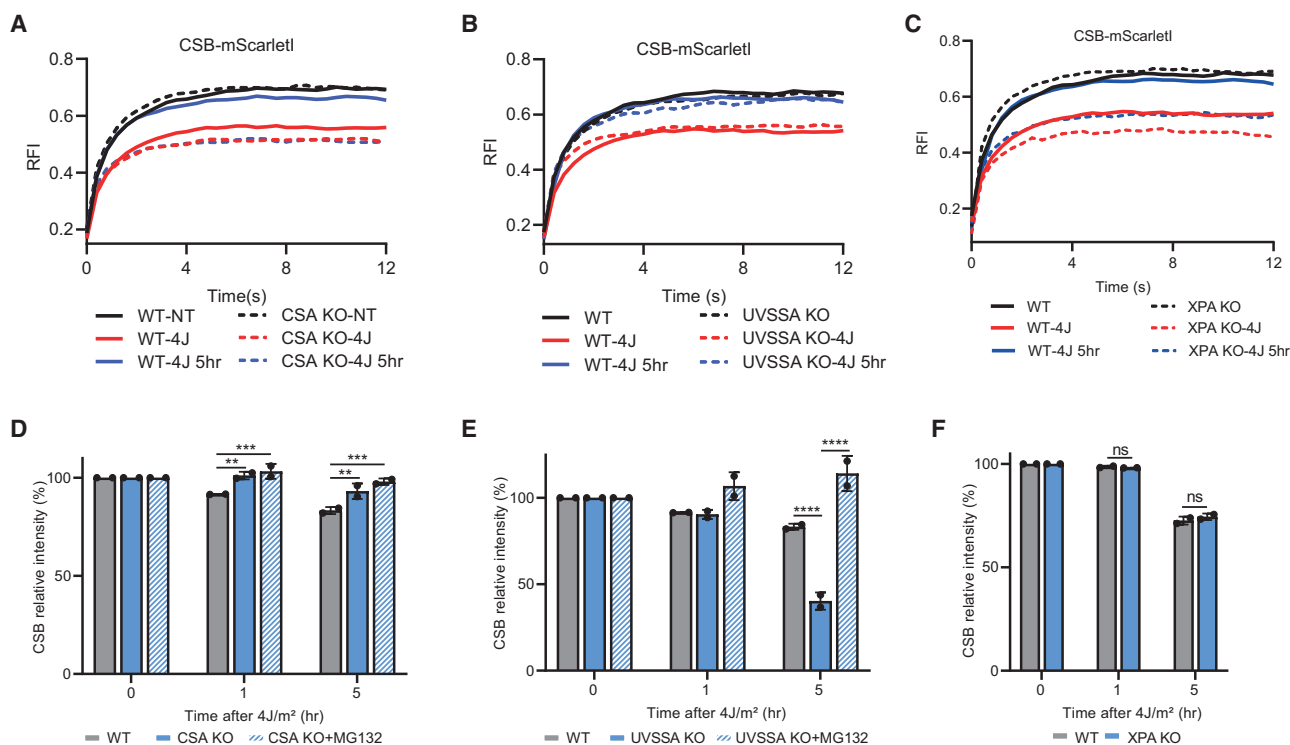 A
CSB-mScarletI
RFI
0.8
0.6
0.4
0.2
0 4 8 12
Time(s)
WT-NT CSA KO-NT
WT-4J CSA KO-4J
WT-4J 5hr CSA KO-4J 5hr
B
CSB-mScarletI
RFI
0.8
0.6
0.4
0.2
0 4 8 12
Time (s)
WT UVSSA KO
WT-4J UVSSA KO-4J
WT-4J 5hr UVSSA KO-4J 5hr
C
CSB-mScarletI
RFI
0.8
0.6
0.4
0.2
0 4 8 12
Time (s)
WT XPA KO
WT-4J XPA KO-4J
WT-4J 5hr XPA KO-4J 5hr
D
CSB relative intensity (%)
100
50
0
*** ***
** **
0 1 5
Time after 4J/m² (hr)
WT CSA KO CSA KO+MG132
E
CSB relative intensity (%)
100
50
0
****
****
0 1 5
Time after 4J/m² (hr)
WT UVSSA KO UVSSA KO+MG132
F
CSB relative intensity (%)
100
50
0
ns
ns
0 1 5
Time after 4J/m² (hr)
WT XPA KO